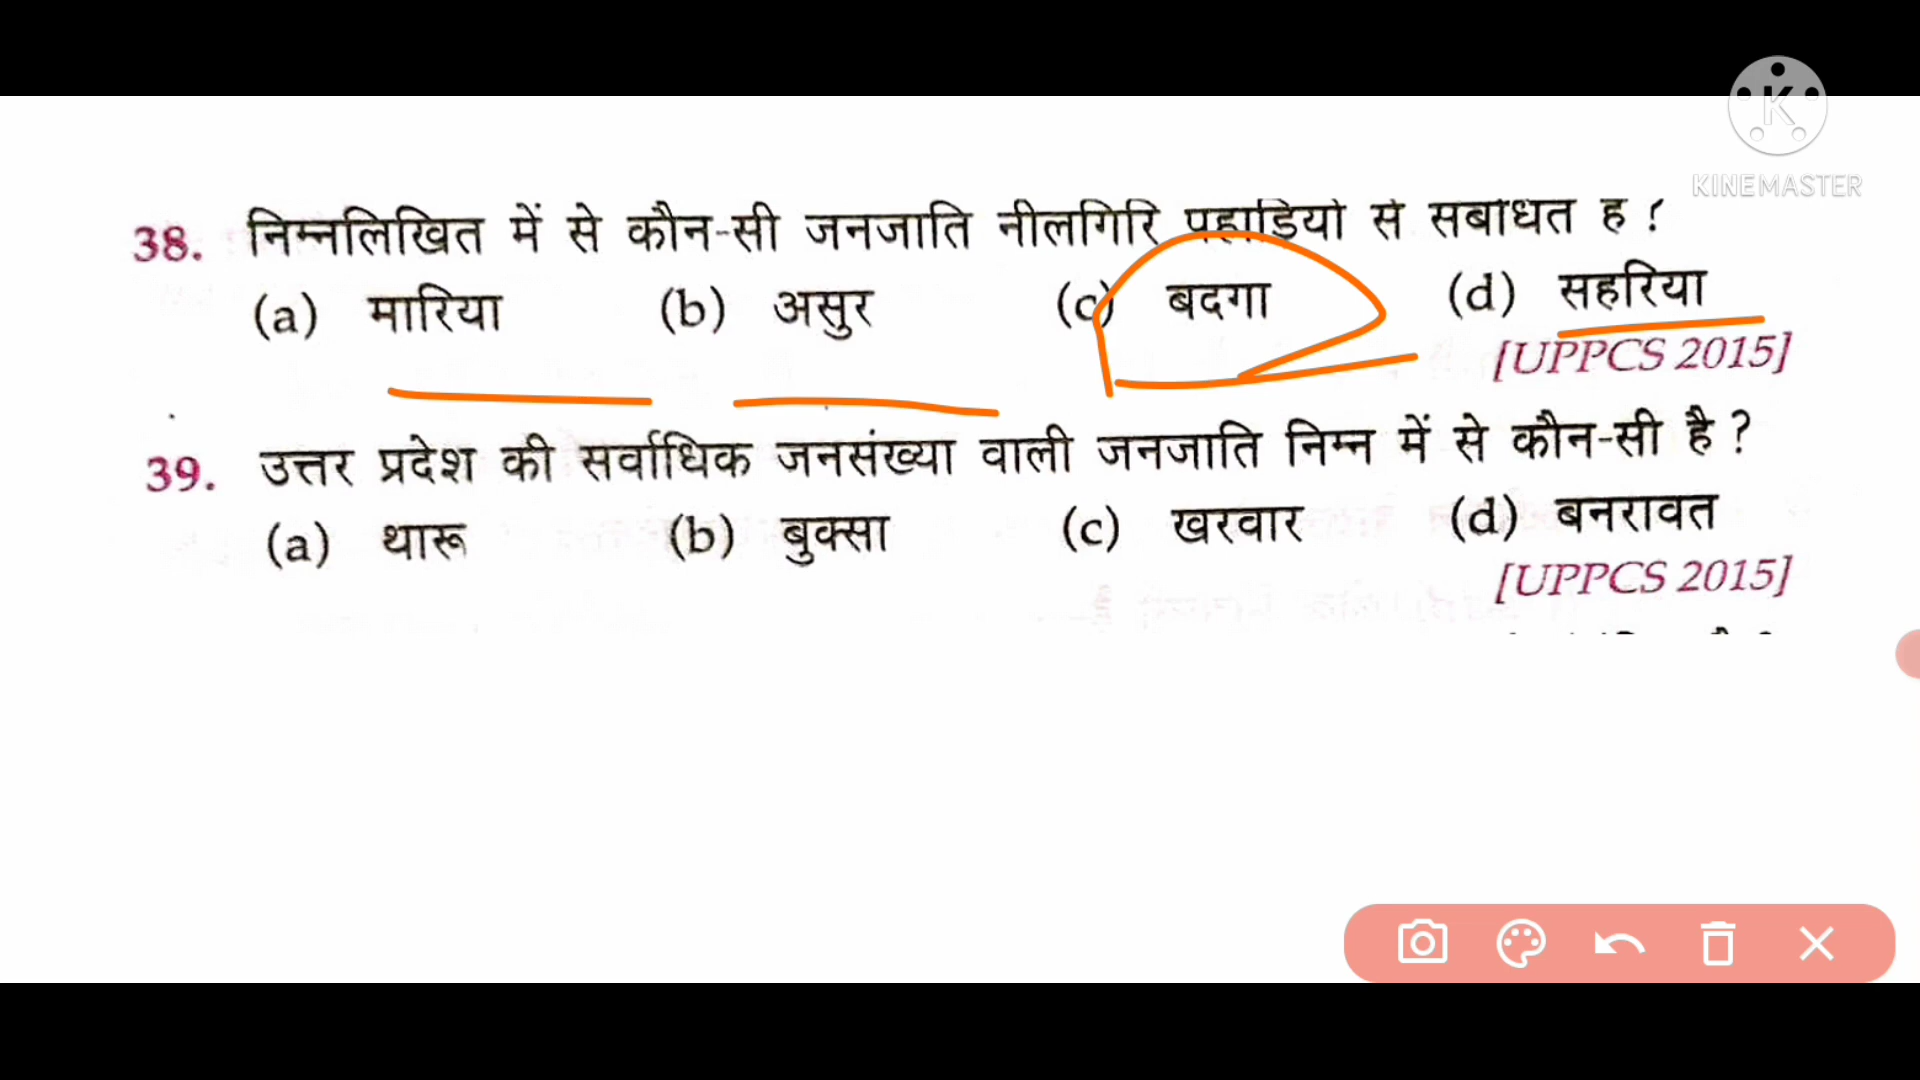 KINEMASTER
38. निम्नलिखित में से कौन-सी जनजाति नीलगिरि पहाड़ियों से संबंधित है ?
(a) मारिया (b) असुर (c) बदगा (d) सहरिया
[UPPCS 2015]
39. उत्तर प्रदेश की सर्वाधिक जनसंख्या वाली जनजाति निम्न में से कौन-सी है ?
(a) थारू (b) बुक्सा (c) खरवार (d) बनरावत
[UPPCS 2015]